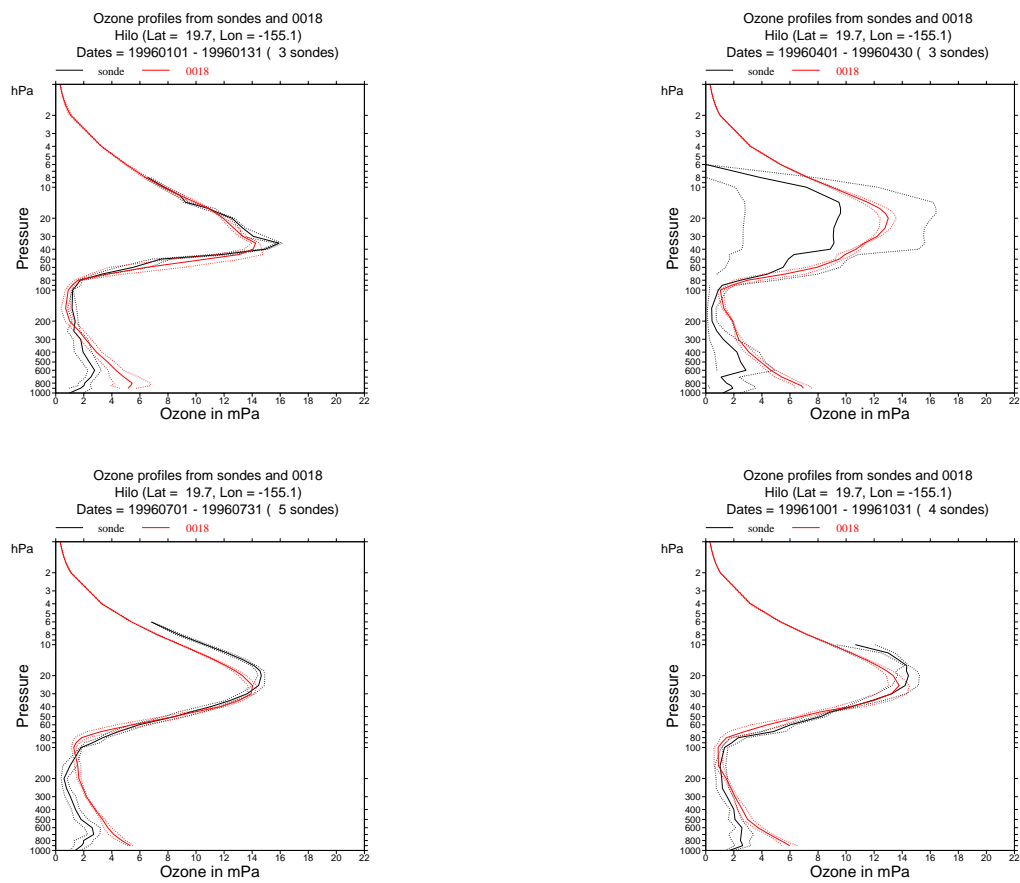 Ozone profiles from sondes and 0018
Hilo (Lat = 19.7, Lon = -155.1)
Dates = 19960101 - 19960131 ( 3 sondes)
sonde 0018
hPa
2
3
4
5
6
8
10
20
30
40
50
60
80
100
200
300
400
500
600
800
1000
Pressure
0 2 4 6 8 10 12 14 16 18 20 22
Ozone in mPa
Ozone profiles from sondes and 0018
Hilo (Lat = 19.7, Lon = -155.1)
Dates = 19960401 - 19960430 ( 3 sondes)
sonde 0018
hPa
2
3
4
5
6
8
10
20
30
40
50
60
80
100
200
300
400
500
600
800
1000
Pressure
0 2 4 6 8 10 12 14 16 18 20 22
Ozone in mPa
Ozone profiles from sondes and 0018
Hilo (Lat = 19.7, Lon = -155.1)
Dates = 19960701 - 19960731 ( 5 sondes)
sonde 0018
hPa
2
3
4
5
6
8
10
20
30
40
50
60
80
100
200
300
400
500
600
800
1000
Pressure
0 2 4 6 8 10 12 14 16 18 20 22
Ozone in mPa
Ozone profiles from sondes and 0018
Hilo (Lat = 19.7, Lon = -155.1)
Dates = 19961001 - 19961031 ( 4 sondes)
sonde 0018
hPa
2
3
4
5
6
8
10
20
30
40
50
60
80
100
200
300
400
500
600
800
1000
Pressure
0 2 4 6 8 10 12 14 16 18 20 22
Ozone in mPa